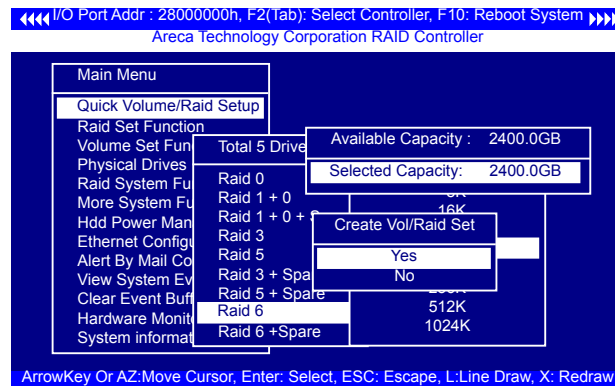 I/O Port Addr : 28000000h, F2(Tab): Select Controller, F10: Reboot System
Areca Technology Corporation RAID Controller
Main Menu
Quick Volume/Raid Setup
Raid Set Function
Volume Set Fun
Physical Drives
Raid System Fu
More System Fu
Hdd Power Man
Ethernet Configu
Alert By Mail Co
View System Ev
Clear Event Buff
Hardware Monit
System informat
Total 5 Drive
Raid 0
Raid 1 + 0
Raid 1 + 0 + S
Raid 3
Raid 5
Raid 3 + Spa
Raid 5 + Spare
Raid 6
Raid 6 +Spare
Available Capacity : 2400.0GB
Selected Capacity: 2400.0GB
16K
Create Vol/Raid Set
Yes
No
512K
1024K
ArrowKey Or AZ:Move Cursor, Enter: Select, ESC: Escape, L:Line Draw, X: Redraw